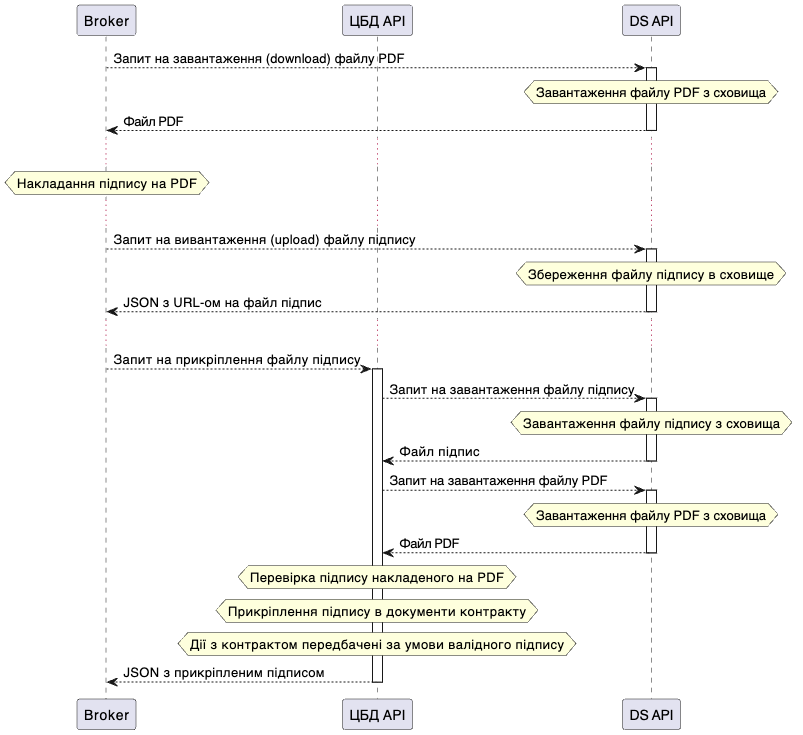 Broker ЦБД API DS API
Запит на завантаження (download) файлу PDF
Завантаження файлу PDF з сховища
Файл PDF
Накладання підпису на PDF
Запит на вивантаження (upload) файлу підпису
Збереження файлу підпису в сховище
JSON з URL-ом на файл підпис
Запит на прикріплення файлу підпису
Запит на завантаження файлу підпису
Завантаження файлу підпису з сховища
Файл підпис
Запит на завантаження файлу PDF
Завантаження файлу PDF з сховища
Файл PDF
Перевірка підпису накладеного на PDF
Прикріплення підпису в документи контракту
Дії з контрактом передбачені за умови валідного підпису
JSON з прикріпленим підписом
Broker ЦБД API DS API